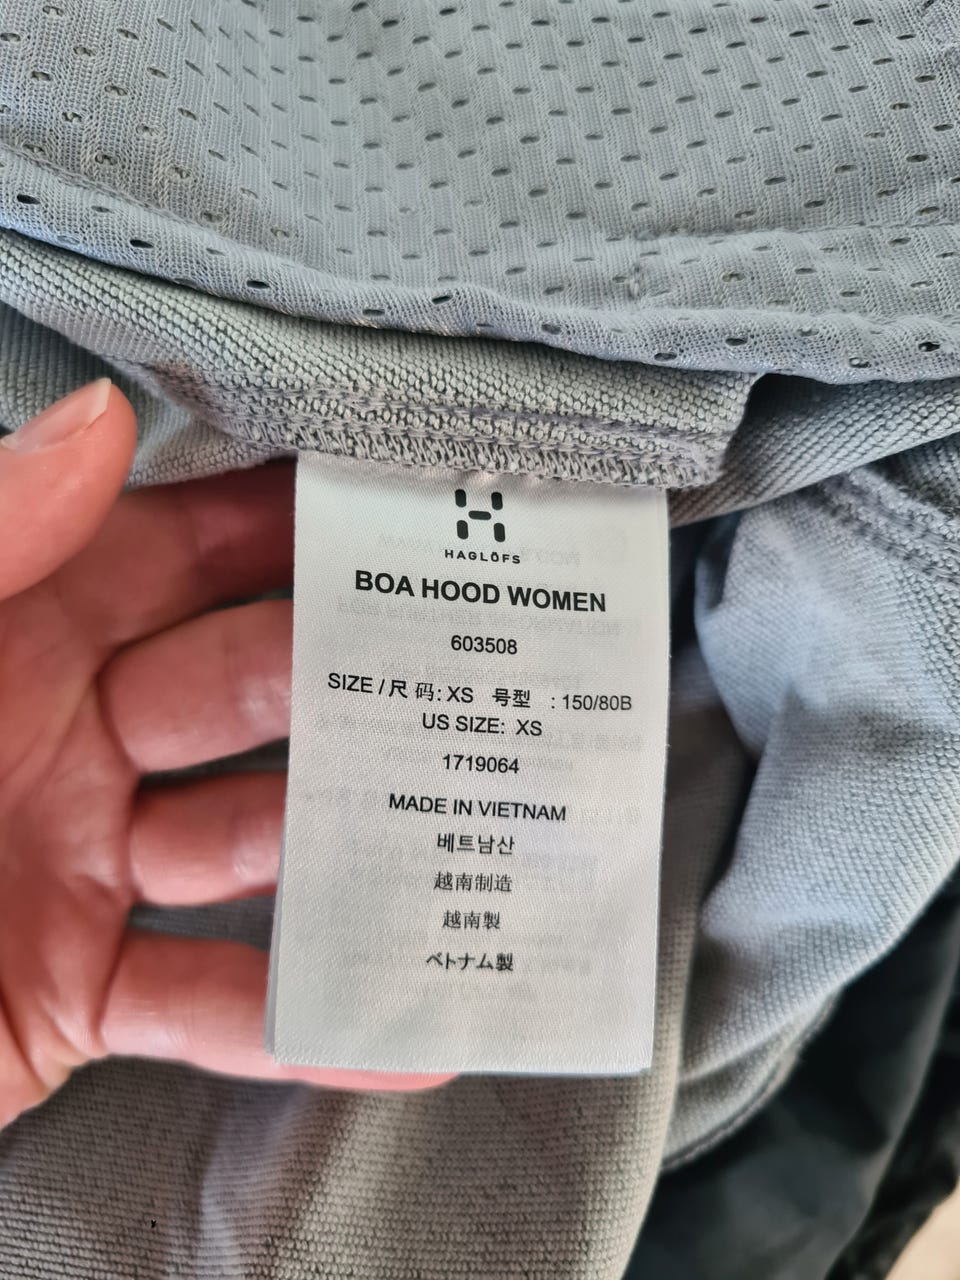 HAGLÖFS
BOA HOOD WOMEN
603508
SIZE / 尺 码: XS 号型 : 150/80B
US SIZE: XS
1719064
MADE IN VIETNAM
베트남산
越南制造
越南製
ベトナム製